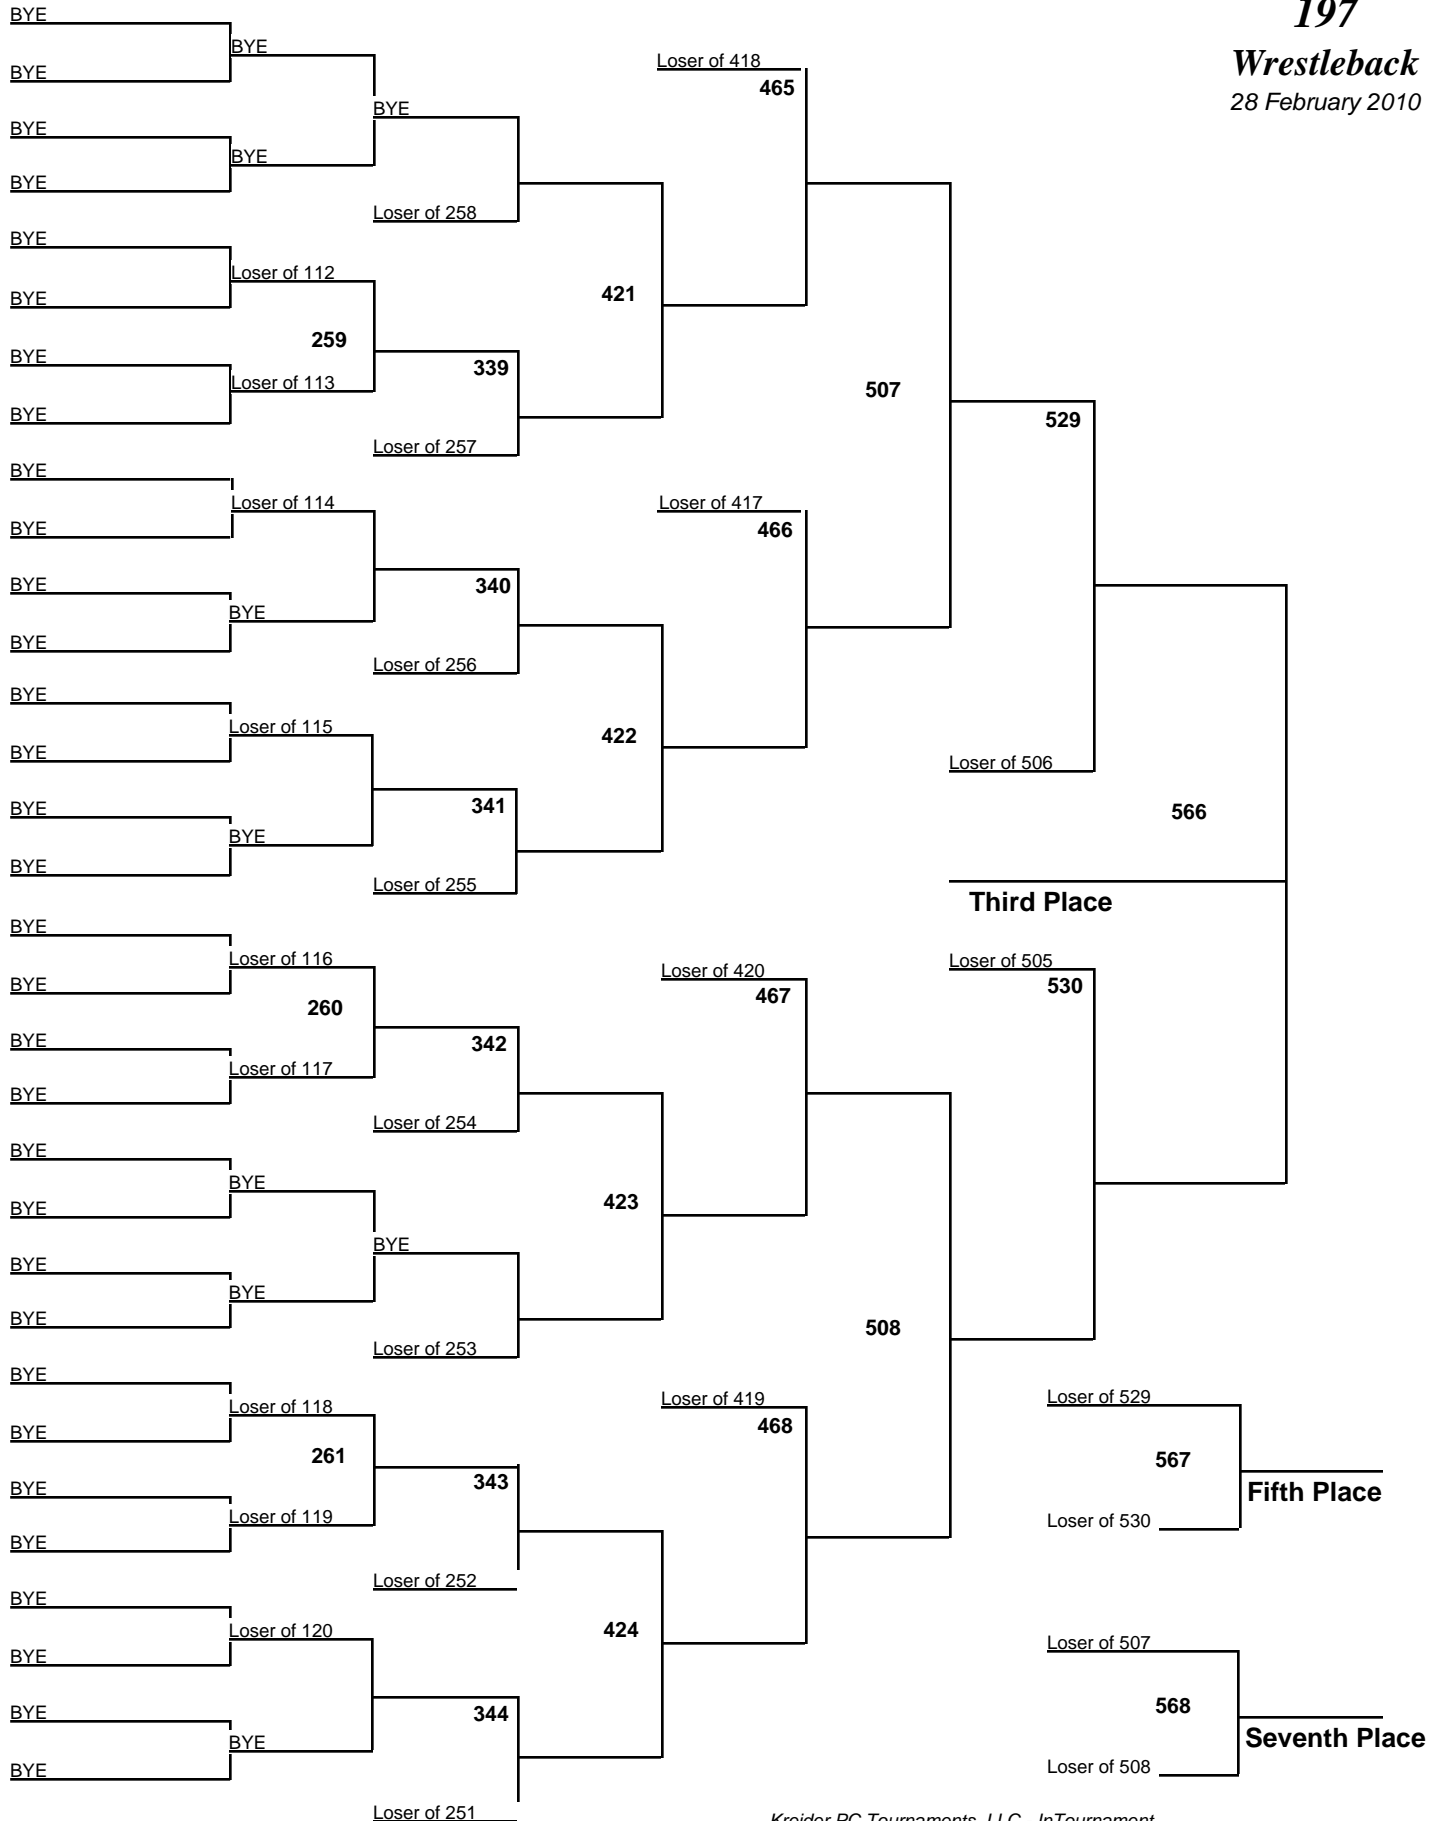 197
Wrestleback
28 February 2010
BYE
BYE
BYE
BYE
BYE
BYE
BYE
Loser of 258
Loser of 418
465
BYE
BYE
Loser of 112
259
BYE
BYE
Loser of 113
339
Loser of 257
421
507
529
BYE
BYE
Loser of 114
BYE
BYE
BYE
340
Loser of 256
Loser of 417
466
BYE
BYE
Loser of 115
BYE
BYE
BYE
341
Loser of 255
422
Loser of 506
566
Third Place
BYE
BYE
Loser of 116
260
BYE
BYE
Loser of 117
342
Loser of 254
Loser of 420
467
Loser of 505
530
BYE
BYE
BYE
BYE
BYE
BYE
BYE
Loser of 253
423
508
BYE
BYE
Loser of 118
261
BYE
BYE
Loser of 119
343
Loser of 252
Loser of 419
468
Loser of 529
567
Fifth Place
Loser of 530
BYE
BYE
Loser of 120
BYE
BYE
BYE
344
Loser of 251
424
Loser of 507
568
Seventh Place
Loser of 508
Kreider PC Tournaments, LLC - InTournament